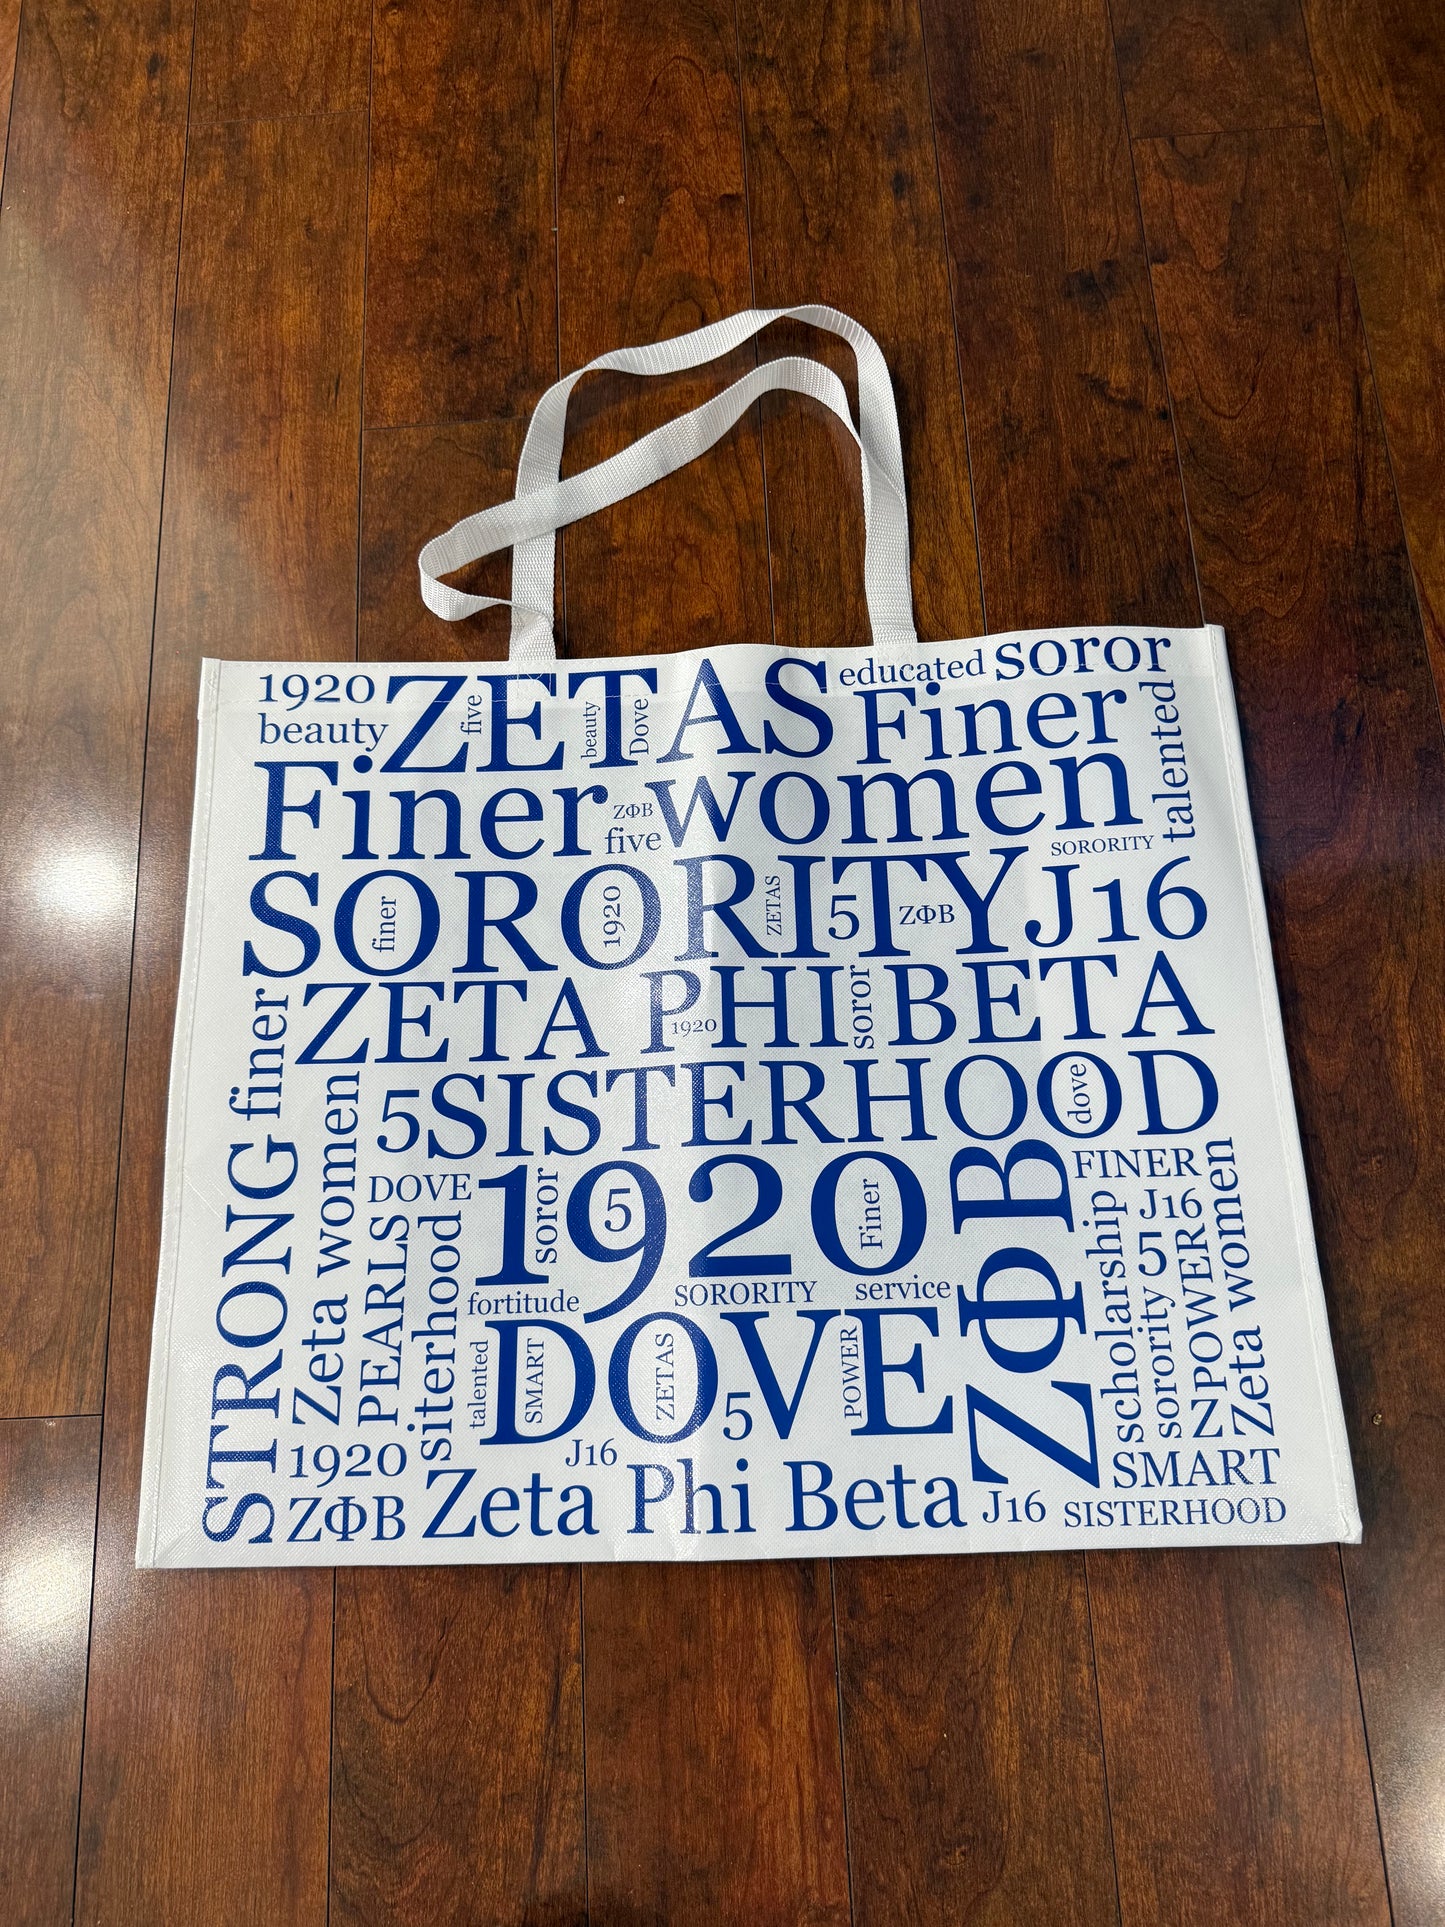 1920 ZETAS educated soror
beauty five beauty Dove Finer talented
Finer ZΦB women
five SORORITY
SORORITY J16
finer 1920 ZETAS 5 ZΦB
finer ZETA PHI soror BETA
1920
5 SISTERHOOD
dove
STRONG Zeta women DOVE 1920 ZΦB FINER
PEARLS siterhood soror 5 Finer scholarship J16
sorority 5 Z POWER Zeta women
fortitude SORORITY service
talented DOVE
SMART ZETAS 5 POWER
1920 J16 SMART
ZΦB Zeta Phi Beta J16 SISTERHOOD